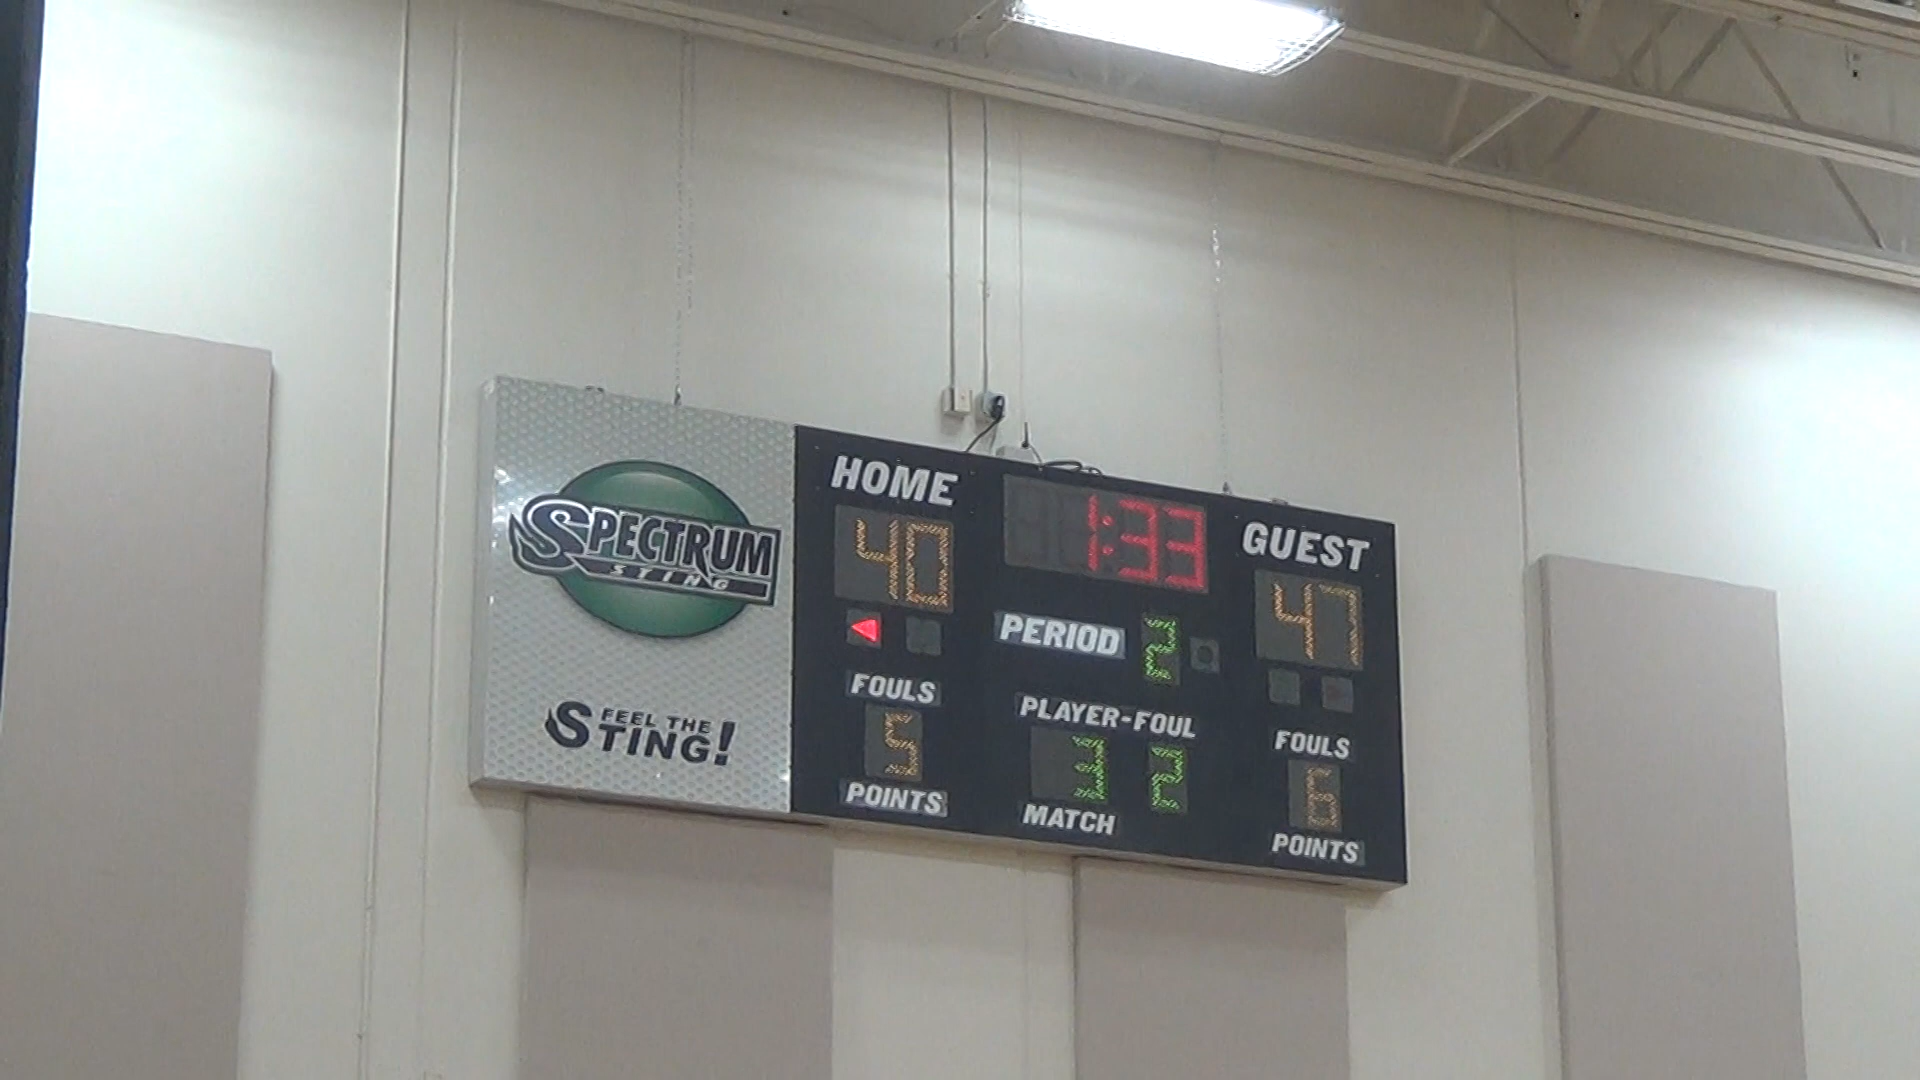 SPECTRUM
STING
FEEL THE
STING!
HOME
40
1:33
GUEST
47
PERIOD 2
FOULS
5
POINTS
PLAYER-FOUL
3 2
MATCH
FOULS
6
POINTS